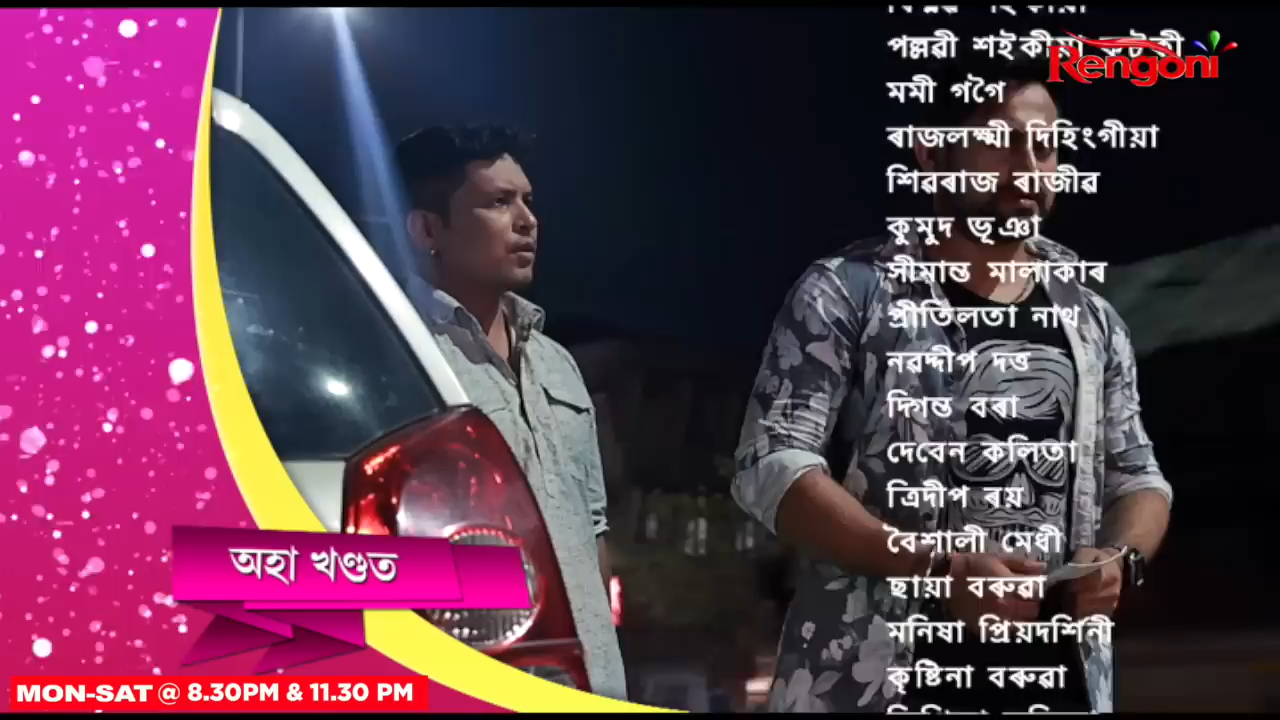 পল্লৱী শইকীয়া কটকী
Rengoni
মমী গগৈ
ৰাজলক্ষ্মী দিহিংগীয়া
শিৱৰাজ ৰাজীৱ
কুমুদ ভূঞা
সীমান্ত মালাকাৰ
প্ৰীতিলতা নাথ
নৱদ্দীপ দত্ত
দিগন্ত বৰা
দেবেন কলিতা
ত্ৰিদীপ ৰয়
বৈশালী মেধী
ছায়া বৰুৱা
মনিষা প্ৰিয়দৰ্শিনী
কৃষ্টিনা বৰুৱা
অহা খণ্ডত
MON-SAT @ 8.30PM & 11.30 PM